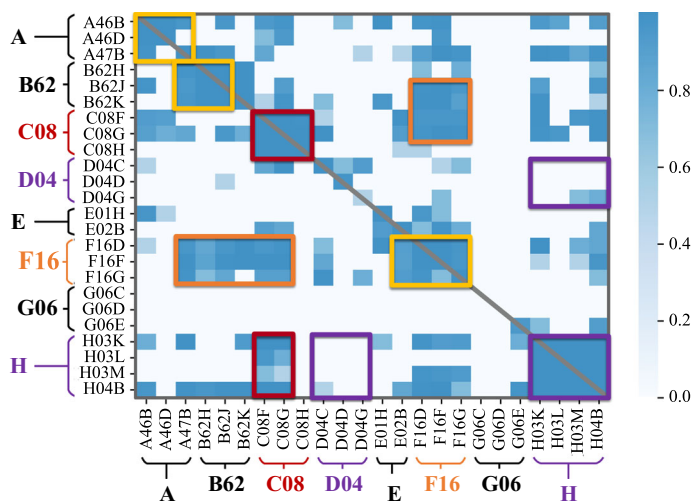 A
B62
C08
D04
E
F16
G06
H
A46B
A46D
A47B
B62H
B62J
B62K
C08F
C08G
C08H
D04C
D04D
D04G
E01H
E02B
F16D
F16F
F16G
G06C
G06D
G06E
H03K
H03L
H03M
H04B
0.8
0.6
0.4
0.2
0.0
A46B
A46D
A47B
B62H
B62J
B62K
C08F
C08G
C08H
D04C
D04D
D04G
E01H
E02B
F16D
F16F
F16G
G06C
G06D
G06E
H03K
H03L
H03M
H04B
A
B62
C08
D04
E
F16
G06
H